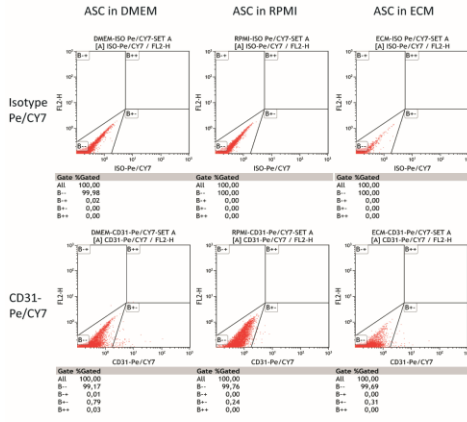 ASC in DMEM ASC in RPMI ASC in ECM
DMEM-ISO Pe/CY7-SET A RPMI-ISO Pe/CY7-SET A ECM-ISO Pe/CY7-SET A
[A] ISO-Pe/CY7 / FL2-H [A] ISO-Pe/CY7 / FL2-H [A] ISO-Pe/CY7 / FL2-H
B-+ B++ B-+ B++ B-+ B++
Isotype
Pe/CY7
FL2-H FL2-H FL2-H
B-- B+- B-- B+- B-- B+-
ISO-Pe/CY7 ISO-Pe/CY7 ISO-Pe/CY7
Gate %Gated Gate %Gated Gate %Gated
All 100,00 All 100,00 All 100,00
B-- 99,98 B-- 100,00 B-- 100,00
B-+ 0,02 B-+ 0,00 B-+ 0,00
B+- 0,00 B+- 0,00 B+- 0,00
B++ 0,00 B++ 0,00 B++ 0,00
DMEM-CD31-Pe/CY7-SET A RPMI-CD31-Pe/CY7-SET A ECM-CD31-Pe/CY7-SET A
[A] CD31-Pe/CY7 / FL2-H [A] CD31-Pe/CY7 / FL2-H [A] CD31-Pe/CY7 / FL2-H
B-+ B++ B-+ B++ B-+ B++
CD31-
Pe/CY7
FL2-H FL2-H FL2-H
B-- B+- B-- B+- B-- B+-
CD31-Pe/CY7 CD31-Pe/CY7 CD31-Pe/CY7
Gate %Gated Gate %Gated Gate %Gated
All 100,00 All 100,00 All 100,00
B-- 99,17 B-- 99,76 B-- 99,69
B-+ 0,01 B-+ 0,00 B-+ 0,00
B+- 0,79 B+- 0,24 B+- 0,31
B++ 0,03 B++ 0,00 B++ 0,00